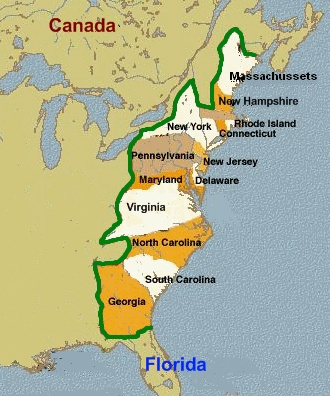 Canada
Massachussets
New Hampshire
New York
Rhode Island
Connecticut
Pennsylvania
New Jersey
Maryland
Delaware
Virginia
North Carolina
South Carolina
Georgia
Florida